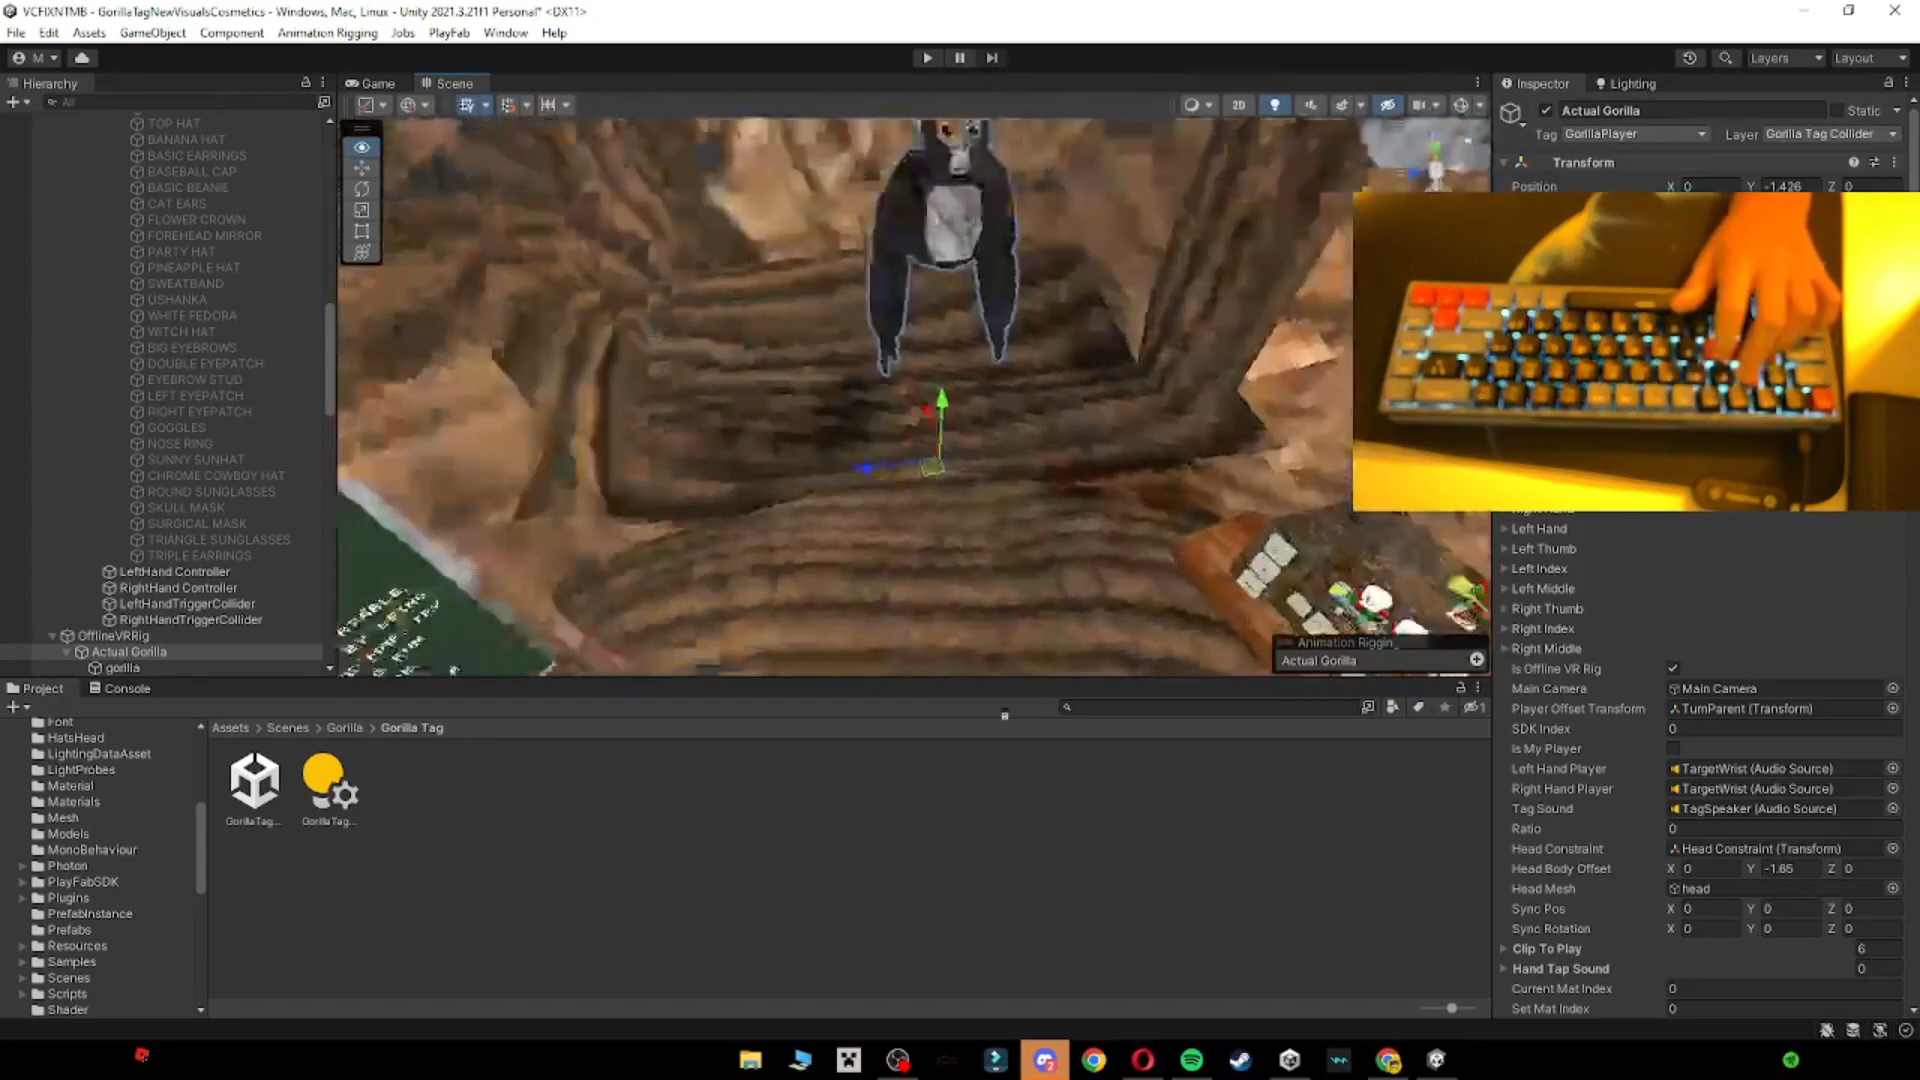 VCFIXNTMB - GorillaTagNewVisualsCosmetics - Windows, Mac, Linux - Unity 2021.3.21f1 Personal* <DX11>
File Edit Assets GameObject Component Animation Rigging Jobs PlayFab Window Help
M
Layers Layout
Hierarchy
All
TOP HAT
BANANA HAT
BASIC EARRINGS
BASEBALL CAP
BASIC BEANIE
CAT EARS
FLOWER CROWN
FOREHEAD MIRROR
PARTY HAT
PINEAPPLE HAT
SWEATBAND
USHANKA
WHITE FEDORA
WITCH HAT
BIG EYEBROWS
DOUBLE EYEPATCH
EYEBROW STUD
LEFT EYEPATCH
RIGHT EYEPATCH
GOGGLES
NOSE RING
SUNNY SUNHAT
CHROME COWBOY HAT
ROUND SUNGLASSES
SKULL MASK
SURGICAL MASK
TRIANGLE SUNGLASSES
TRIPLE EARRINGS
LeftHand Controller
RightHand Controller
LeftHandTriggerCollider
RightHandTriggerCollider
OfflineVRRig
Actual Gorilla
gorilla
Game Scene
2D
Animation Riggin
Actual Gorilla
Inspector Lighting
Actual Gorilla Static
Tag GorillaPlayer Layer Gorilla Tag Collider
Transform
Position X 0 Y -1.426 Z 0
Left Hand
Left Thumb
Left Index
Left Middle
Right Thumb
Right Index
Right Middle
Is Offline VR Rig
Main Camera Main Camera
Player Offset Transform TurnParent (Transform)
SDK Index 0
Is My Player
Left Hand Player TargetWrist (Audio Source)
Right Hand Player TargetWrist (Audio Source)
Tag Sound TagSpeaker (Audio Source)
Ratio 0
Head Constraint Head Constraint (Transform)
Head Body Offset X 0 Y -1.65 Z 0
Head Mesh head
Sync Pos X 0 Y 0 Z 0
Sync Rotation X 0 Y 0 Z 0
Clip To Play 6
Hand Tap Sound 0
Current Mat Index 0
Set Mat Index 0
Project Console
1
Font
HatsHead
LightingDataAsset
LightProbes
Material
Materials
Mesh
Models
MonoBehaviour
Photon
PlayFabSDK
Plugins
PrefabInstance
Prefabs
Resources
Samples
Scenes
Scripts
Shader
Assets > Scenes > Gorilla > Gorilla Tag
GorillaTag...
GorillaTag...